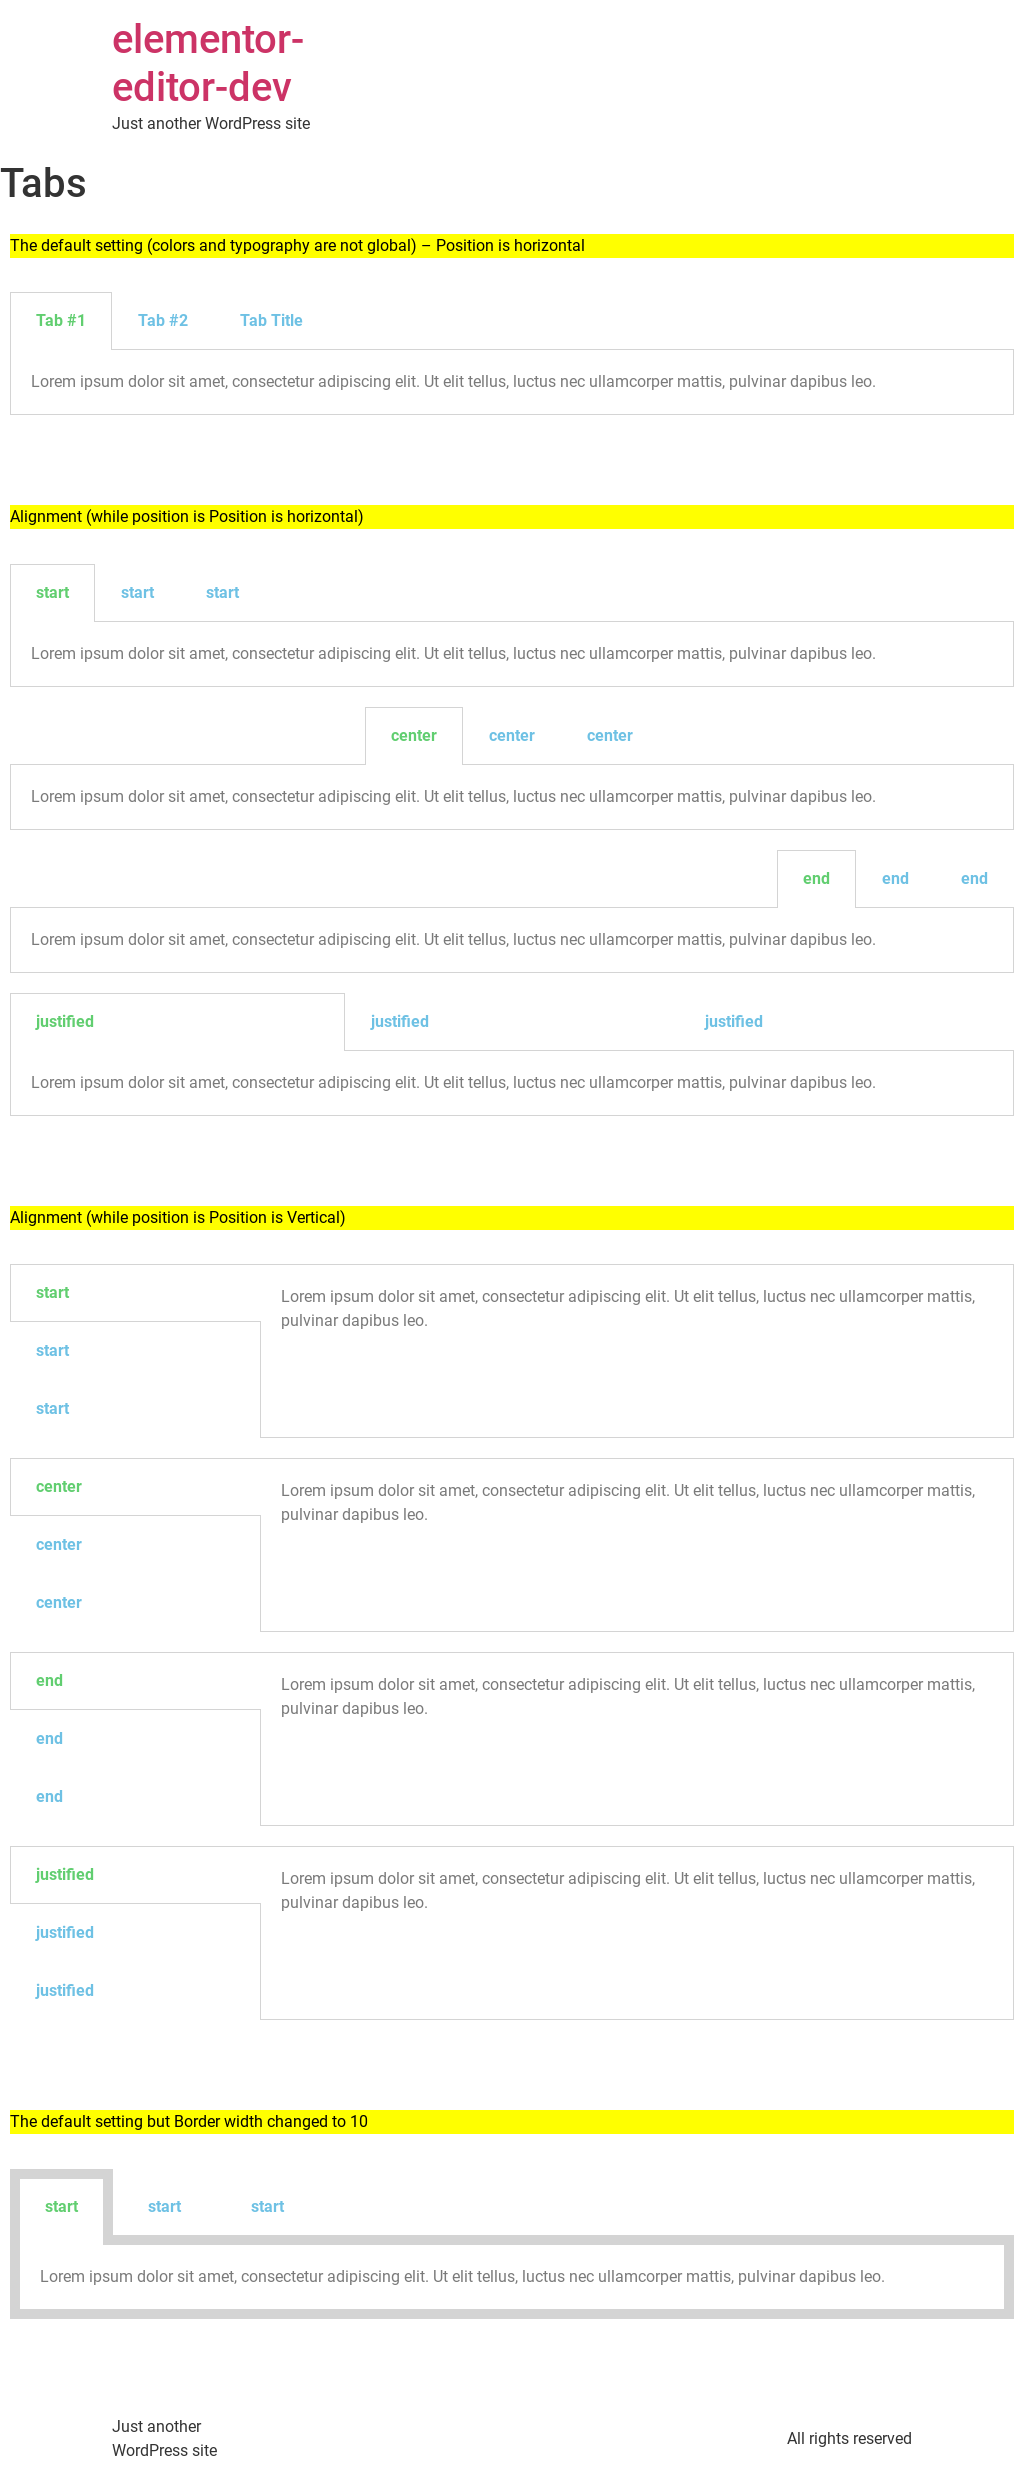 elementor-
editor-dev
Just another WordPress site
Tabs
The default setting (colors and typography are not global) – Position is horizontal
Tab #1 Tab #2 Tab Title
Lorem ipsum dolor sit amet, consectetur adipiscing elit. Ut elit tellus, luctus nec ullamcorper mattis, pulvinar dapibus leo.
Alignment (while position is Position is horizontal)
start start start
Lorem ipsum dolor sit amet, consectetur adipiscing elit. Ut elit tellus, luctus nec ullamcorper mattis, pulvinar dapibus leo.
center center center
Lorem ipsum dolor sit amet, consectetur adipiscing elit. Ut elit tellus, luctus nec ullamcorper mattis, pulvinar dapibus leo.
end end end
Lorem ipsum dolor sit amet, consectetur adipiscing elit. Ut elit tellus, luctus nec ullamcorper mattis, pulvinar dapibus leo.
justified justified justified
Lorem ipsum dolor sit amet, consectetur adipiscing elit. Ut elit tellus, luctus nec ullamcorper mattis, pulvinar dapibus leo.
Alignment (while position is Position is Vertical)
start
start
start
Lorem ipsum dolor sit amet, consectetur adipiscing elit. Ut elit tellus, luctus nec ullamcorper mattis,
pulvinar dapibus leo.
center
center
center
Lorem ipsum dolor sit amet, consectetur adipiscing elit. Ut elit tellus, luctus nec ullamcorper mattis,
pulvinar dapibus leo.
end
end
end
Lorem ipsum dolor sit amet, consectetur adipiscing elit. Ut elit tellus, luctus nec ullamcorper mattis,
pulvinar dapibus leo.
justified
justified
justified
Lorem ipsum dolor sit amet, consectetur adipiscing elit. Ut elit tellus, luctus nec ullamcorper mattis,
pulvinar dapibus leo.
The default setting but Border width changed to 10
start start start
Lorem ipsum dolor sit amet, consectetur adipiscing elit. Ut elit tellus, luctus nec ullamcorper mattis, pulvinar dapibus leo.
Just another
WordPress site
All rights reserved